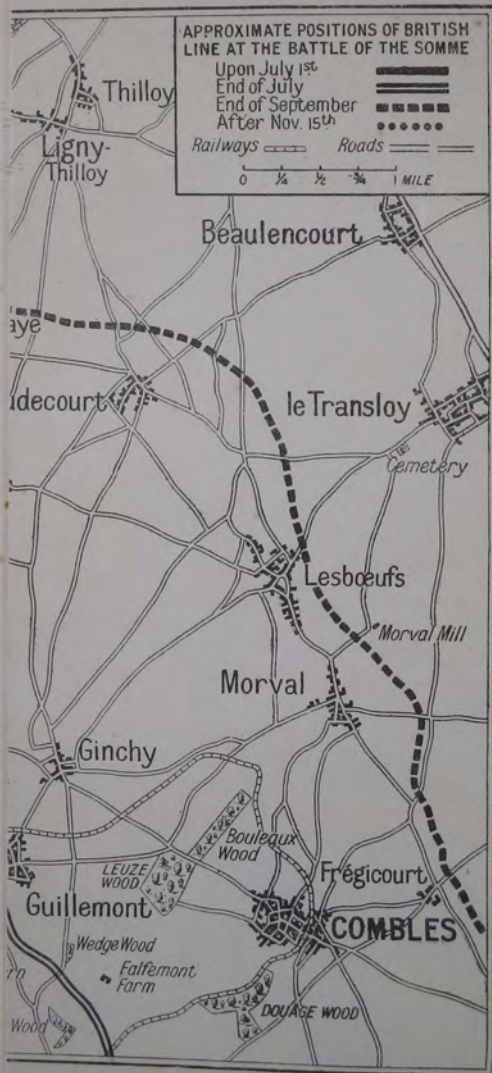 APPROXIMATE POSITIONS OF BRITISH
LINE AT THE BATTLE OF THE SOMME
Upon July 1st
End of July
End of September
After Nov. 15th
Railways Roads
0 ¼ ½ ¾ 1 MILE
Thilloy
Ligny-
Thilloy
Beaulencourt
aye
udecourt
le Transloy
Cemetery
Lesbœufs
Morval Mill
Morval
Ginchy
Bouleaux
Wood
LEUZE
WOOD
Frégicourt
Guillemont
COMBLES
Wedge Wood
Falfemont
Farm
rn
DOUAGE WOOD
Wood